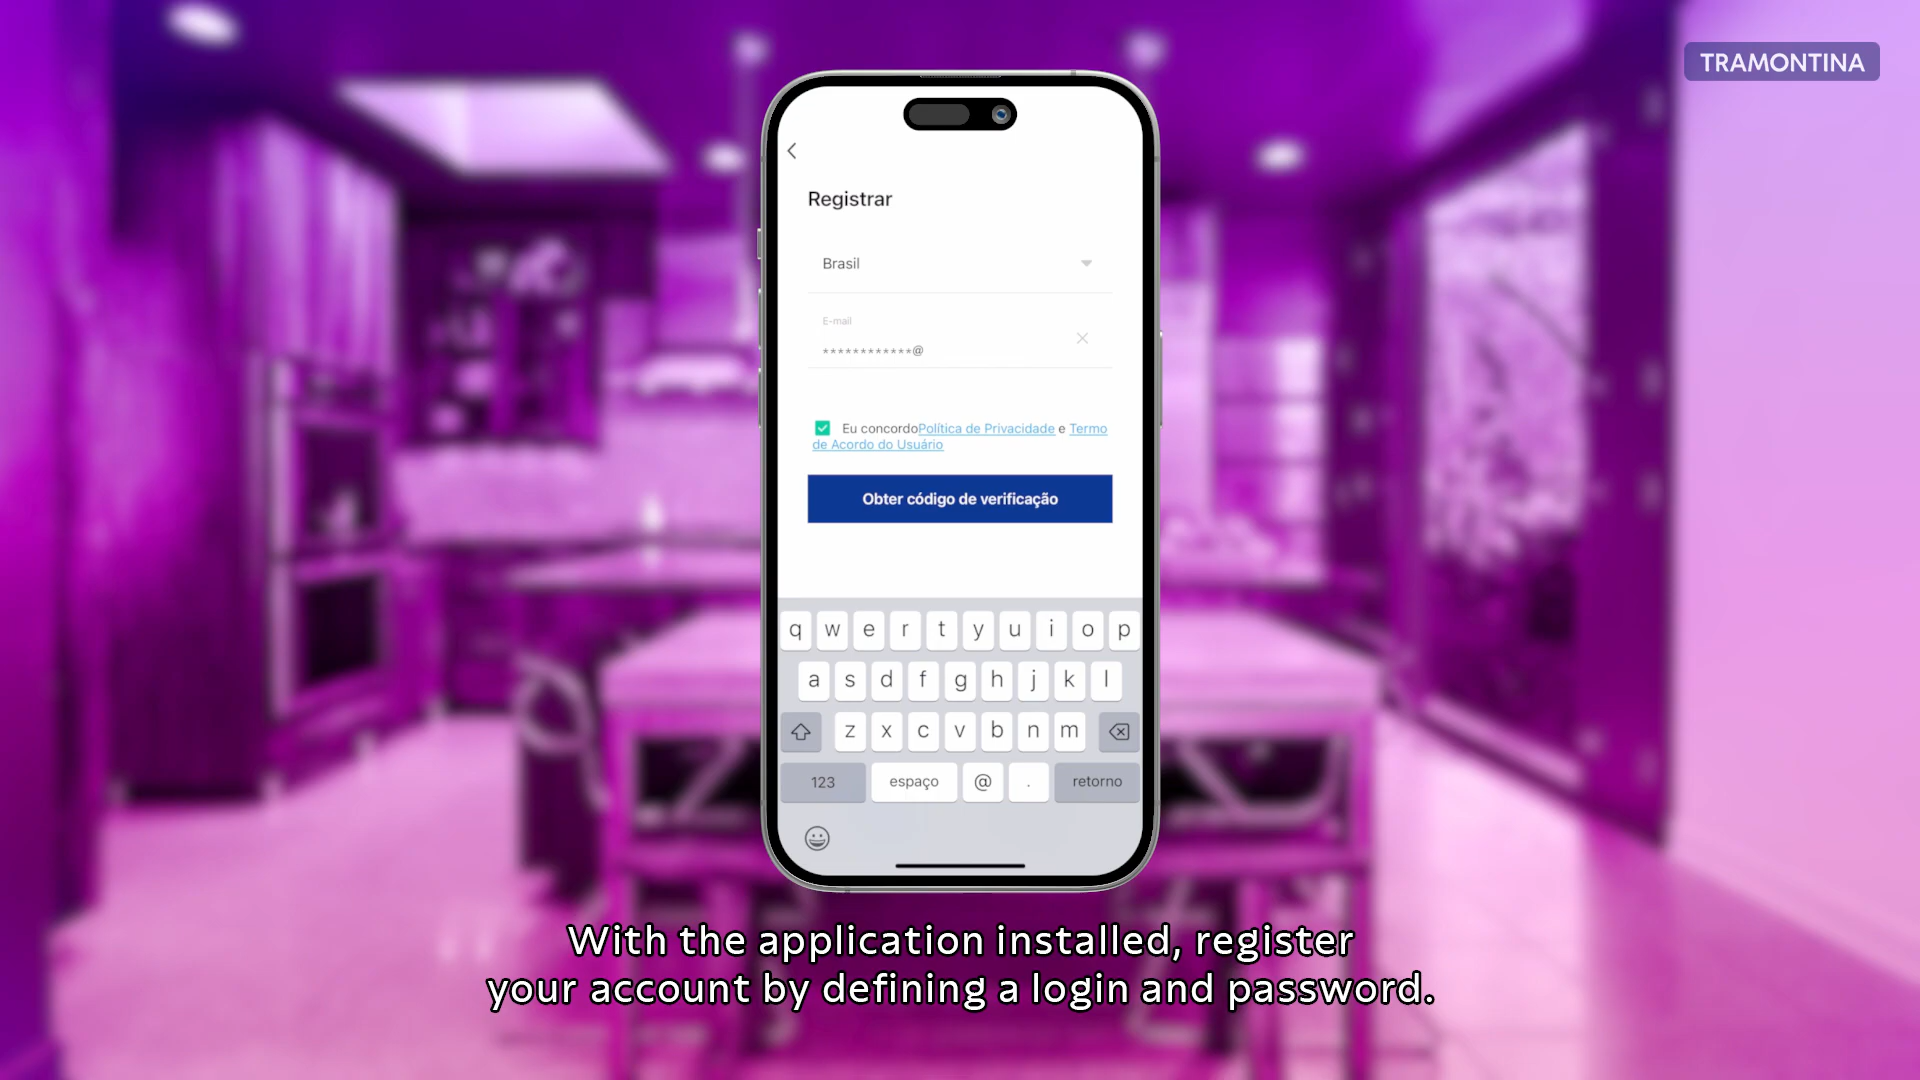 TRAMONTINA
Registrar
Brasil
E-mail
************@
Eu concordoPolítica de Privacidade e Termo
de Acordo do Usuário
Obter código de verificação
q w e r t y u i o p
a s d f g h j k l
z x c v b n m
123 espaço @ . retorno
With the application installed, register
your account by defining a login and password.